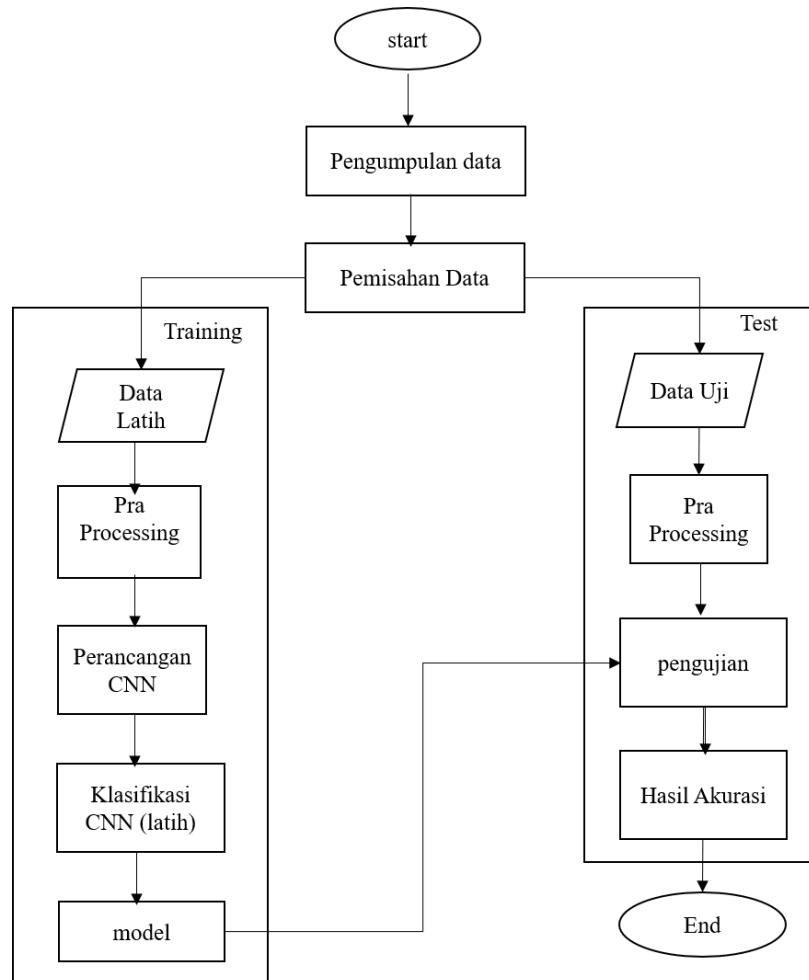 start
Pengumpulan data
Pemisahan Data
Training
Data
Latih
Pra
Processing
Perancangan
CNN
Klasifikasi
CNN (latih)
model
Test
Data Uji
Pra
Processing
pengujian
Hasil Akurasi
End